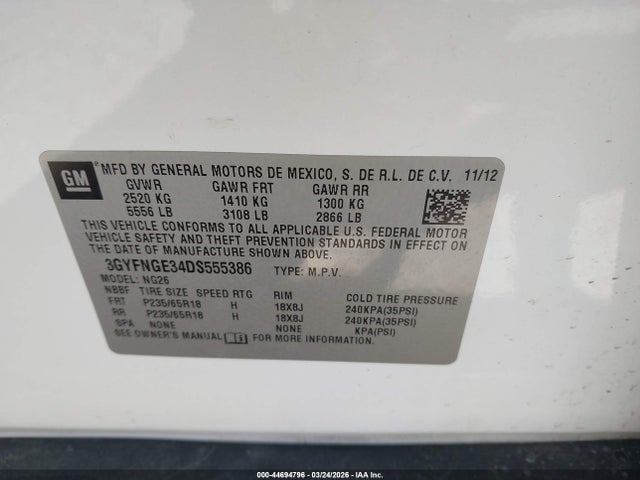 GM ® MFD BY GENERAL MOTORS DE MEXICO, S. DE R.L. DE C.V. 11/12
GVWR GAWR FRT GAWR RR
2520 KG 1410 KG 1300 KG
5556 LB 3108 LB 2866 LB
THIS VEHICLE CONFORMS TO ALL APPLICABLE U.S. FEDERAL MOTOR
VEHICLE SAFETY AND THEFT PREVENTION STANDARDS IN EFFECT ON
THE DATE OF MANUFACTURE SHOWN ABOVE.
3GYFNGE34DS555386 TYPE: M.P.V.
MODEL: NG26
NBBF TIRE SIZE SPEED RTG RIM COLD TIRE PRESSURE
FRT P235/65R18 H 18X8J 240KPA(35PSI)
RR P235/65R18 H 18X8J 240KPA(35PSI)
SPA NONE NONE KPA(PSI)
SEE OWNER'S MANUAL FOR MORE INFORMATION.
000-44694796 - 03/24/2026 - IAAI, Inc.